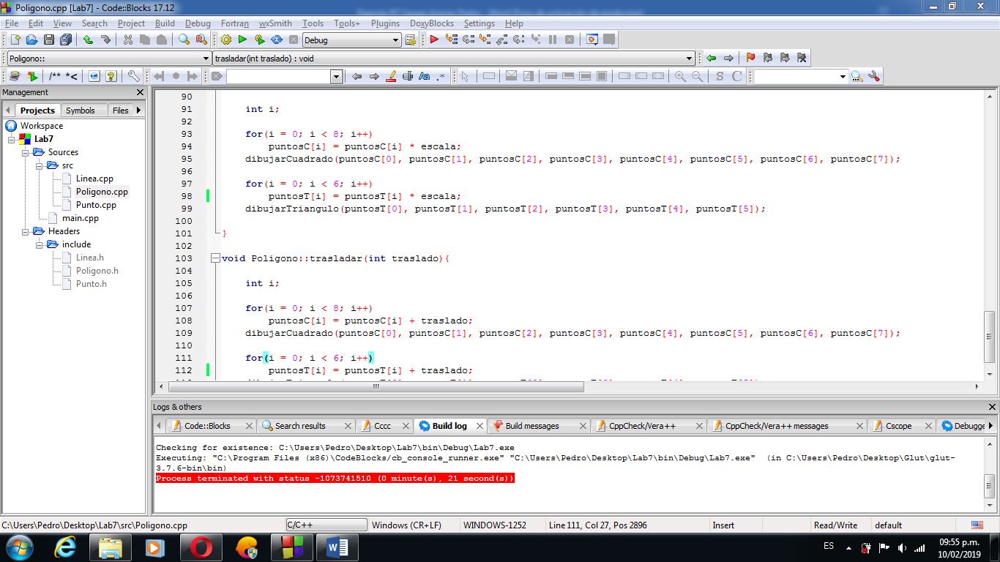 Poligono.cpp [Lab7] - Code::Blocks 17.12
File Edit View Search Project Build Debug Fortran wxSmith Tools Tools+ Plugins DoxyBlocks Settings Help
Debug
Poligono:: trasladar(int traslado) : void
/** *< Aa .* S C
Management
Projects Symbols Files
Workspace
Lab7
Sources
src
Linea.cpp
Poligono.cpp
Punto.cpp
main.cpp
Headers
include
Linea.h
Poligono.h
Punto.h
90
91 int i;
92
93 for(i = 0; i < 8; i++)
94 puntosC[i] = puntosC[i] * escala;
95 dibujarCuadrado(puntosC[0], puntosC[1], puntosC[2], puntosC[3], puntosC[4], puntosC[5], puntosC[6], puntosC[7]);
96
97 for(i = 0; i < 6; i++)
98 puntosT[i] = puntosT[i] * escala;
99 dibujarTriangulo(puntosT[0], puntosT[1], puntosT[2], puntosT[3], puntosT[4], puntosT[5]);
100
101 }
102
103 void Poligono::trasladar(int traslado){
104
105 int i;
106
107 for(i = 0; i < 8; i++)
108 puntosC[i] = puntosC[i] + traslado;
109 dibujarCuadrado(puntosC[0], puntosC[1], puntosC[2], puntosC[3], puntosC[4], puntosC[5], puntosC[6], puntosC[7]);
110
111 for(i = 0; i < 6; i++)
112 puntosT[i] = puntosT[i] + traslado;
Logs & others
Code::Blocks Search results Cccc Build log Build messages CppCheck/Vera++ CppCheck/Vera++ messages Cscope Debugge
Checking for existence: C:\Users\Pedro\Desktop\Lab7\bin\Debug\Lab7.exe
Executing: "C:\Program Files (x86)\CodeBlocks/cb_console_runner.exe" "C:\Users\Pedro\Desktop\Lab7\bin\Debug\Lab7.exe" (in C:\Users\Pedro\Desktop\Glut\glut-
3.7.6-bin\bin)
Process terminated with status -1073741510 (0 minute(s), 21 second(s))
C:\Users\Pedro\Desktop\Lab7\src\Poligono.cpp C/C++ Windows (CR+LF) WINDOWS-1252 Line 111, Col 27, Pos 2896 Insert Read/Write default
ES
09:55 p.m.
10/02/2019